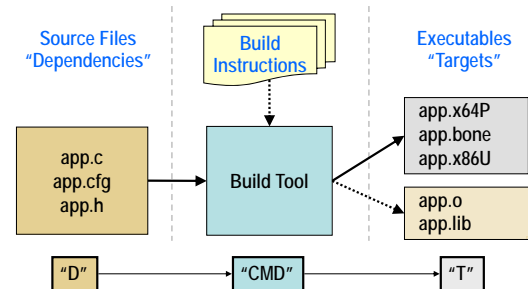 Source Files
“Dependencies”
Build
Instructions
Executables
“Targets”
app.c
app.cfg
app.h
Build Tool
app.x64P
app.bone
app.x86U
app.o
app.lib
“D”
“CMD”
“T”